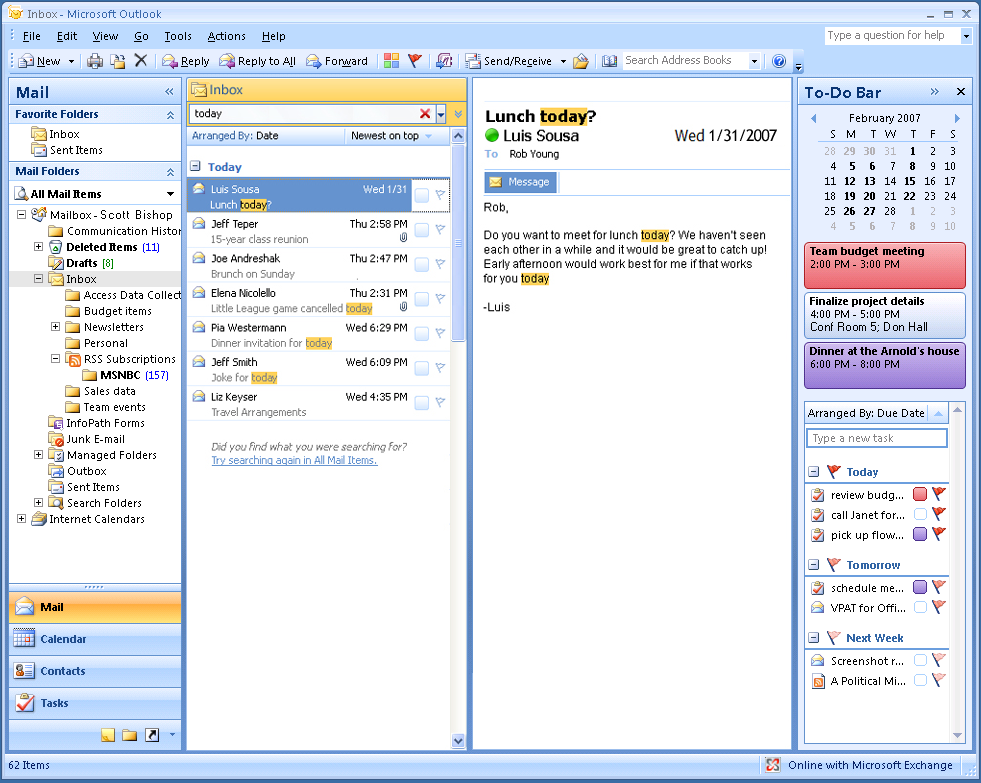 Inbox - Microsoft Outlook
File Edit View Go Tools Actions Help
Type a question for help
New Reply Reply to All Forward Send/Receive Search Address Books
Mail
Favorite Folders
Inbox
Sent Items
Mail Folders
All Mail Items
Mailbox - Scott Bishop
Communication Histor
Deleted Items (11)
Drafts [8]
Inbox
Access Data Collect
Budget items
Newsletters
Personal
RSS Subscriptions
MSNBC (157)
Sales data
Team events
InfoPath Forms
Junk E-mail
Managed Folders
Outbox
Sent Items
Search Folders
Internet Calendars
Mail
Calendar
Contacts
Tasks
Inbox
today
Arranged By: Date Newest on top
Today
Luis Sousa Wed 1/31
Lunch today?
Jeff Teper Thu 2:58 PM
15-year class reunion
Joe Andreshak Thu 2:47 PM
Brunch on Sunday
Elena Nicolello Thu 2:31 PM
Little League game cancelled today
Pia Westermann Wed 6:29 PM
Dinner invitation for today
Jeff Smith Wed 6:09 PM
Joke for today
Liz Keyser Wed 4:35 PM
Travel Arrangements
Did you find what you were searching for?
Try searching again in All Mail Items.
Lunch today?
Luis Sousa Wed 1/31/2007
To Rob Young
Message
Rob,
Do you want to meet for lunch today? We haven't seen
each other in a while and it would be great to catch up!
Early afternoon would work best for me if that works
for you today
-Luis
To-Do Bar
February 2007
S M T W T F S
28 29 30 31 1 2 3
4 5 6 7 8 9 10
11 12 13 14 15 16 17
18 19 20 21 22 23 24
25 26 27 28 1 2 3
4 5 6 7 8 9 10
Team budget meeting
2:00 PM - 3:00 PM
Finalize project details
4:00 PM - 5:00 PM
Conf Room 5; Don Hall
Dinner at the Arnold's house
6:00 PM - 8:00 PM
Arranged By: Due Date
Type a new task
Today
review budg...
call Janet for...
pick up flow...
Tomorrow
schedule me...
VPAT for Offi...
Next Week
Screenshot r...
A Political Mi...
62 Items
Online with Microsoft Exchange